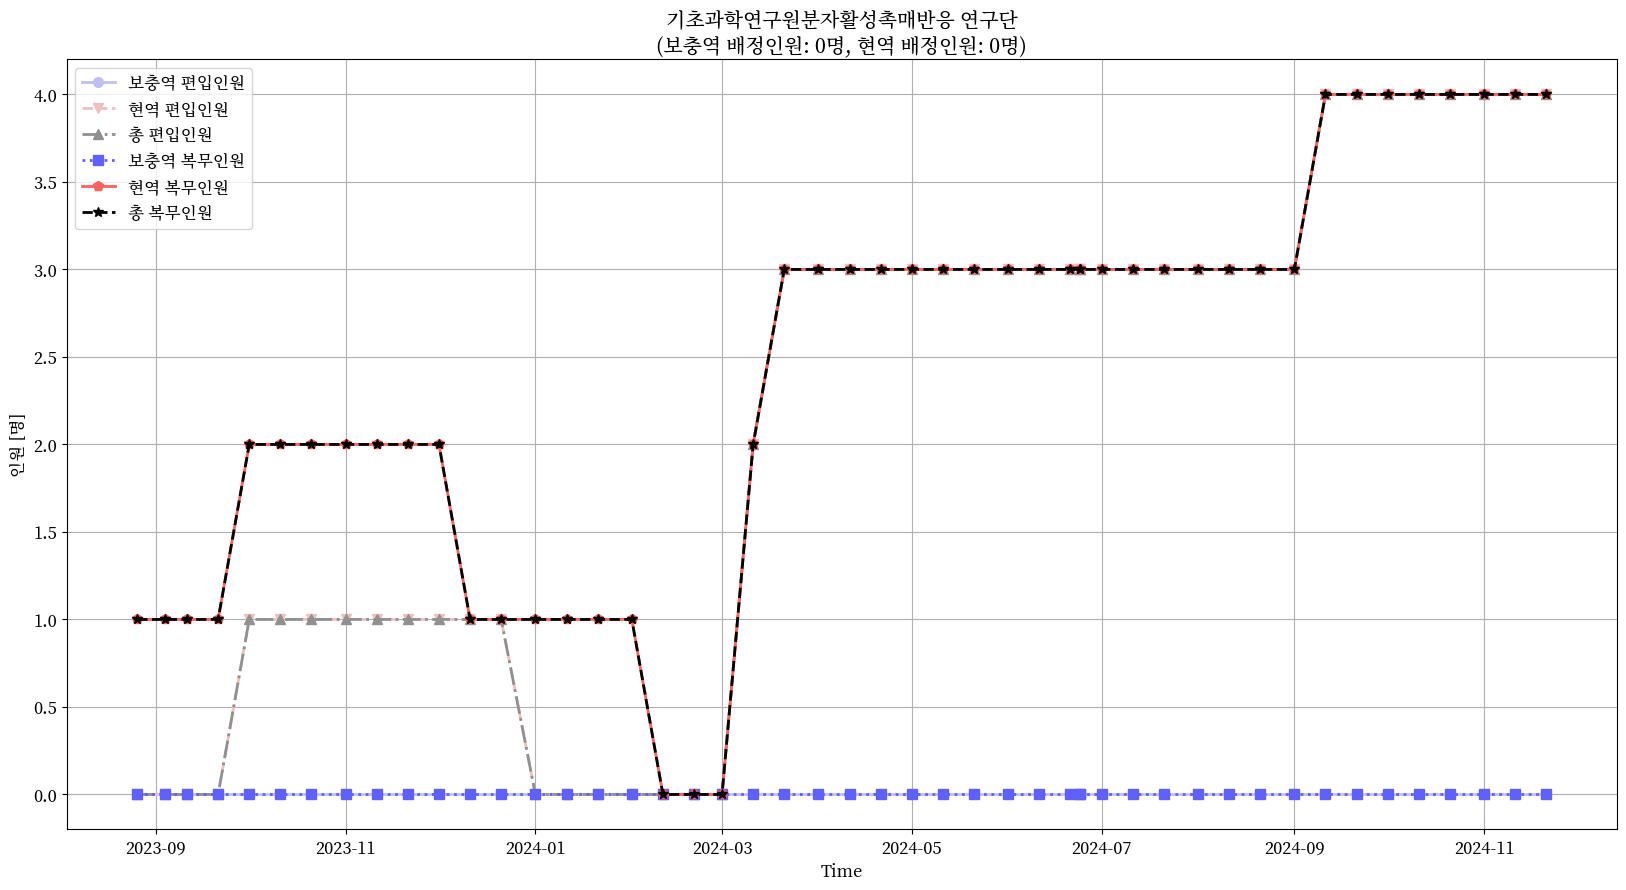 기초과학연구원분자활성촉매반응 연구단
(보충역 배정인원: 0명, 현역 배정인원: 0명)
보충역 편입인원
현역 편입인원
총 편입인원
보충역 복무인원
현역 복무인원
총 복무인원
4.0
3.5
3.0
2.5
2.0
1.5
1.0
0.5
0.0
인원 [명]
2023-09 2023-11 2024-01 2024-03 2024-05 2024-07 2024-09 2024-11
Time